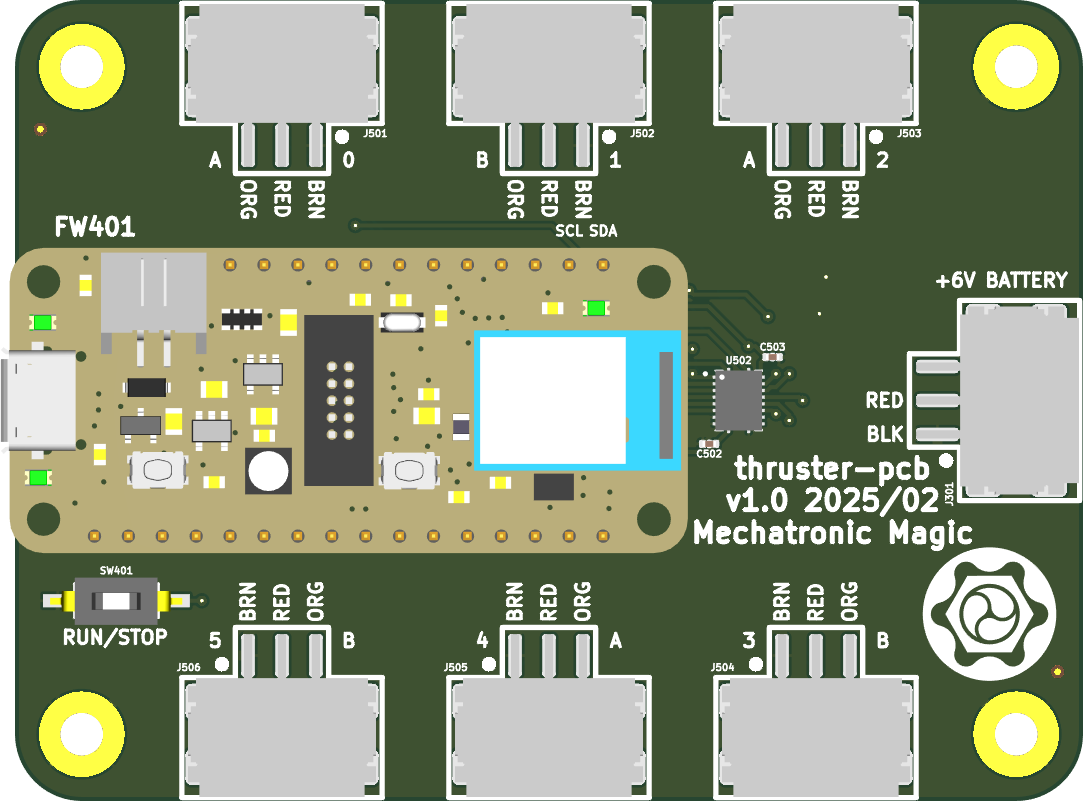 J501 J502 J503
A 0 B 1 A 2
ORG RED BRN ORG RED BRN ORG RED BRN
FW401
SCL SDA
+6V BATTERY
C503
U502
RED
BLK
C502
thruster-pcb
v1.0 2025/02
Mechatronic Magic
J301
SW401
RUN/STOP
BRN RED ORG BRN RED ORG BRN RED ORG
5 B 4 A 3 B
J506 J505 J504